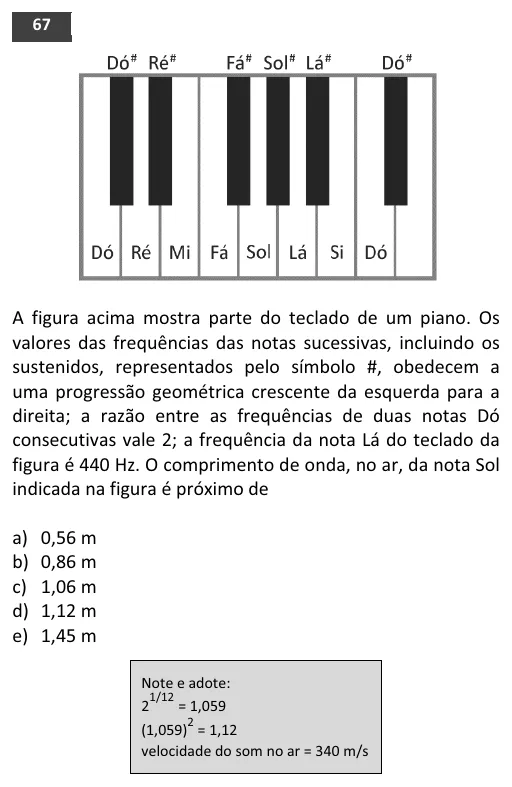 67
Dó# Ré# Fá# Sol# Lá# Dó#
Dó Ré Mi Fá Sol Lá Si Dó
A figura acima mostra parte do teclado de um piano. Os
valores das frequências das notas sucessivas, incluindo os
sustenidos, representados pelo símbolo #, obedecem a
uma progressão geométrica crescente da esquerda para a
direita; a razão entre as frequências de duas notas Dó
consecutivas vale 2; a frequência da nota Lá do teclado da
figura é 440 Hz. O comprimento de onda, no ar, da nota Sol
indicada na figura é próximo de
a) 0,56 m
b) 0,86 m
c) 1,06 m
d) 1,12 m
e) 1,45 m
Note e adote:
2^1/12 = 1,059
(1,059)^2 = 1,12
velocidade do som no ar = 340 m/s